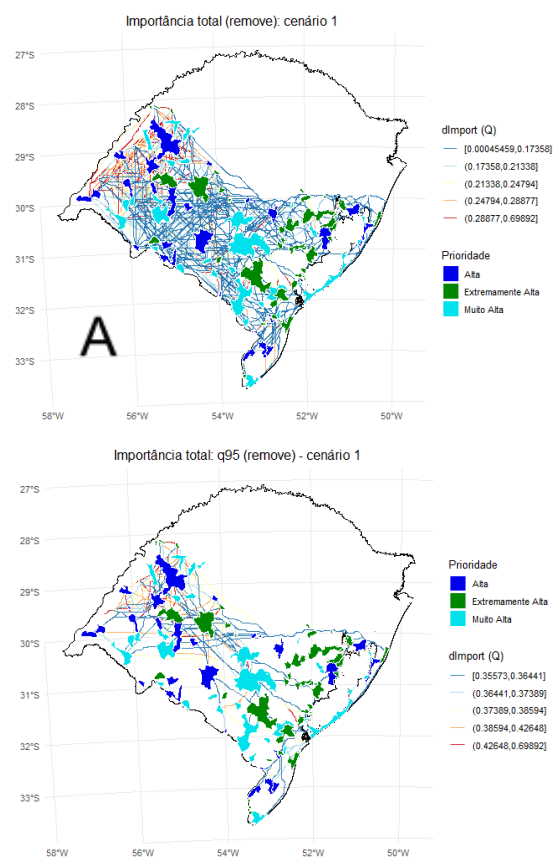 Importância total (remove): cenário 1
27°S
28°S
29°S
30°S
31°S
32°S
33°S
58°W
56°W
54°W
52°W
50°W
A
dImport (Q)
[0.00045459,0.17358]
(0.17358,0.21338]
(0.21338,0.24794]
(0.24794,0.28877]
(0.28877,0.69892]
Prioridade
Alta
Extremamente Alta
Muito Alta
Importância total: q95 (remove) - cenário 1
27°S
28°S
29°S
30°S
31°S
32°S
33°S
58°W
56°W
54°W
52°W
50°W
Prioridade
Alta
Extremamente Alta
Muito Alta
dImport (Q)
[0.35573,0.36441]
(0.36441,0.37389]
(0.37389,0.38594]
(0.38594,0.42648]
(0.42648,0.69892]